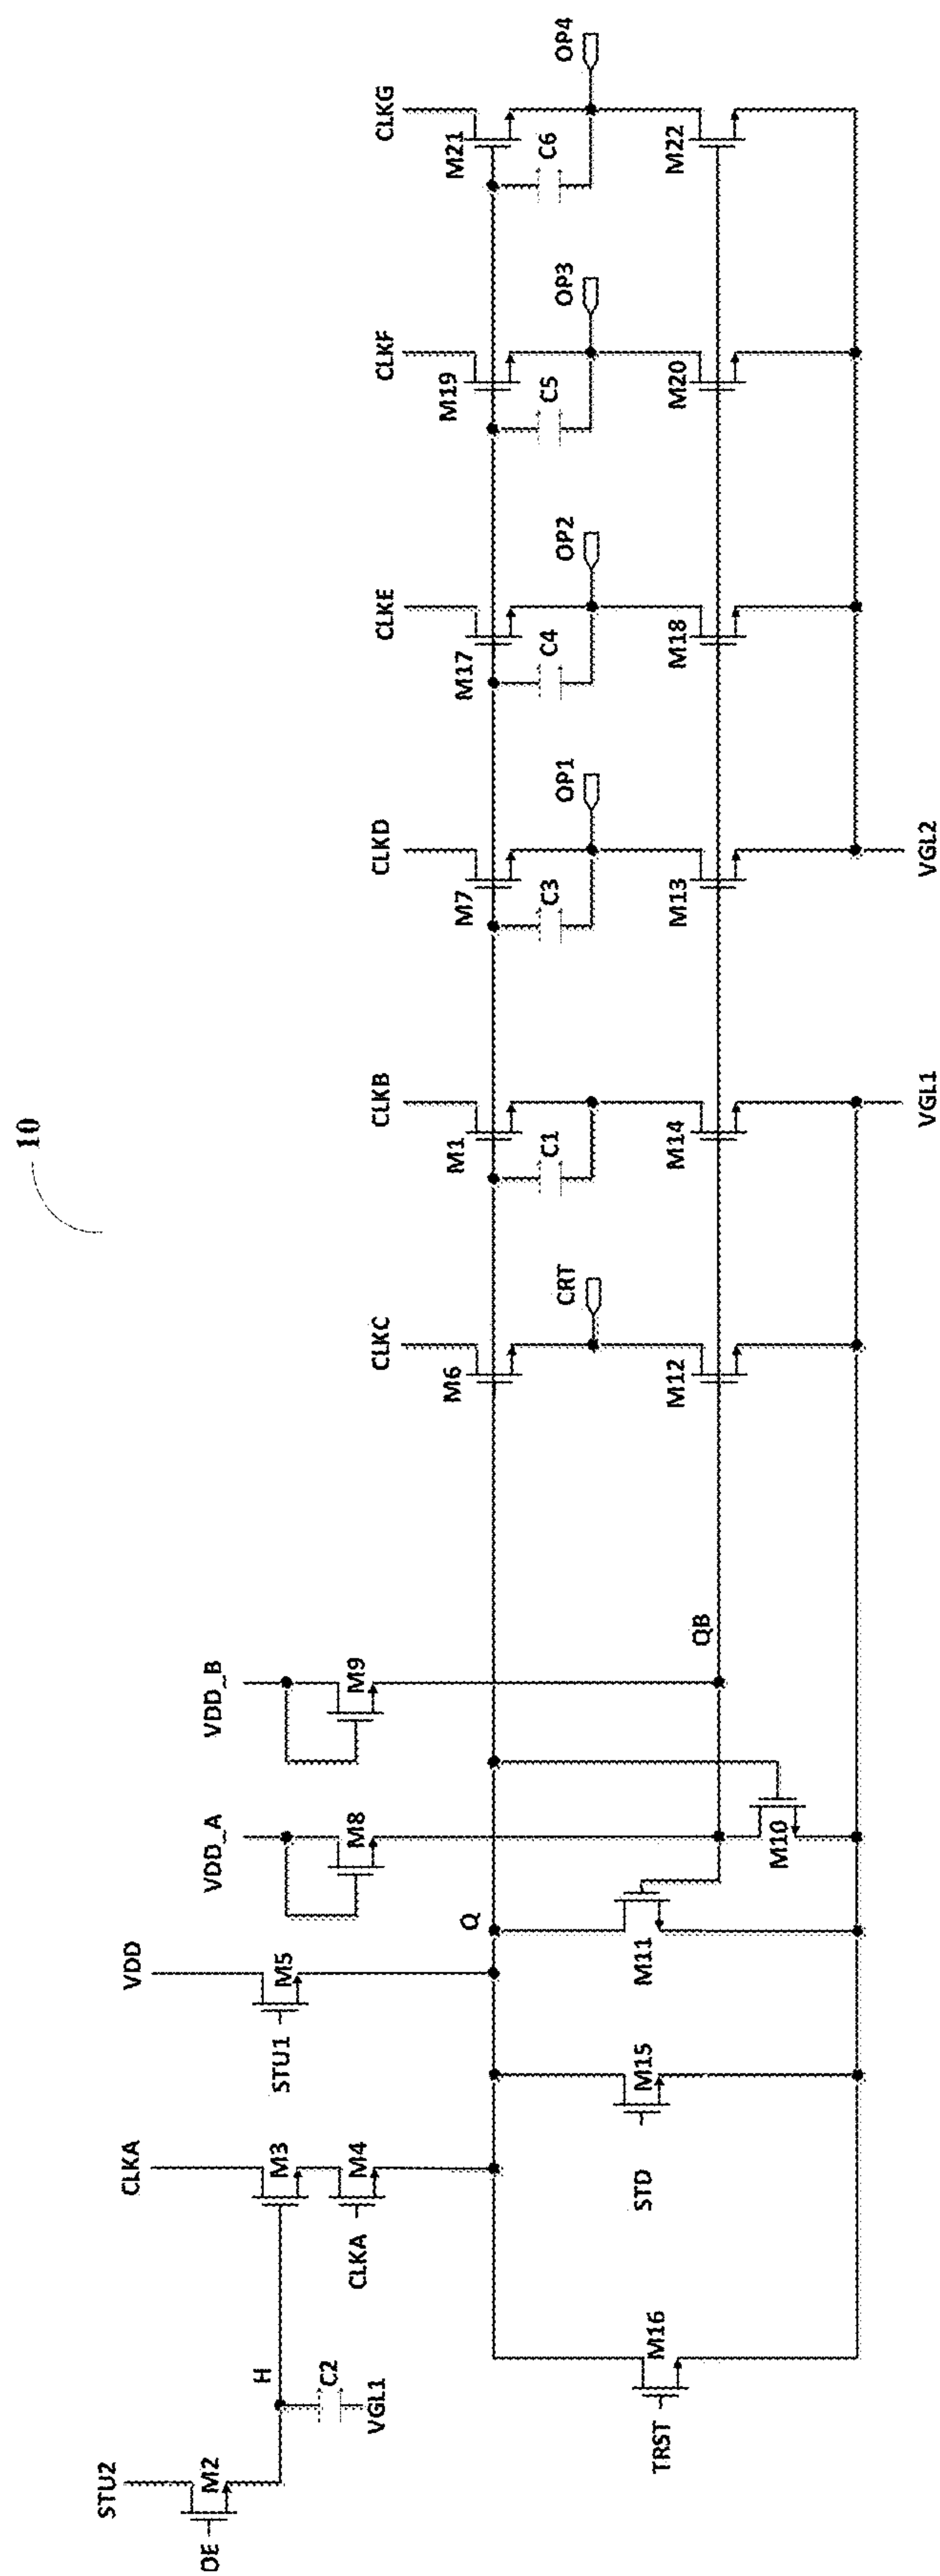 10
CLKG
CLKF
CLKE
CLKD
CLKB
CLKC
M21
M19
M17
M7
M1
M6
C6
C5
C4
C3
C1
OP4
OP3
OP2
OP1
CRT
M22
M20
M18
M13
M14
M12
VGL2
VGL1
VDD_B
VDD_A
M9
M8
QB
M10
Q
M11
VDD
M5
STU1
M15
STD
CLKA
M3
M4
CLKA
M16
TRST
H
C2
VGL1
STU2
M2
OE